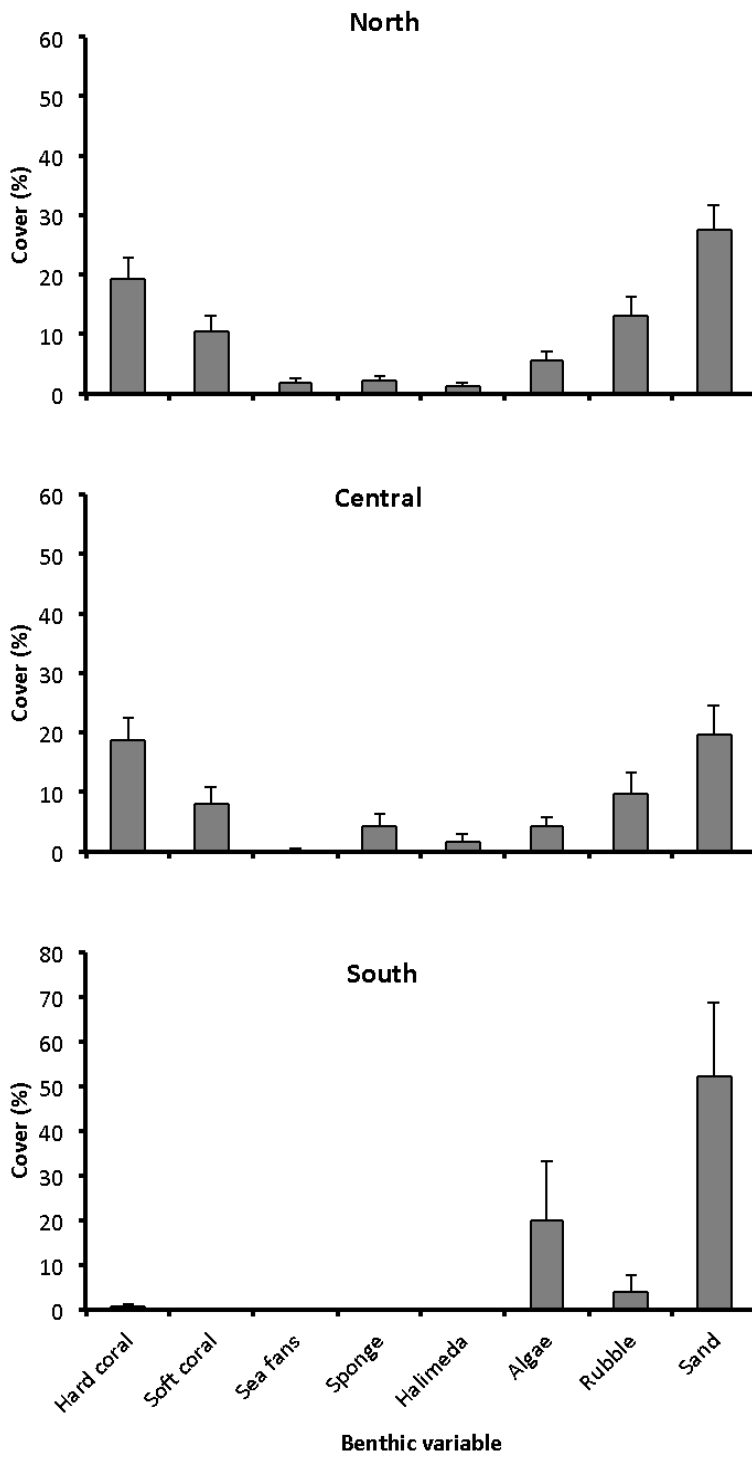 North
60
50
40
30
20
10
0
Cover (%)
Central
60
50
40
30
20
10
0
Cover (%)
South
80
70
60
50
40
30
20
10
0
Cover (%)
Hard coral
Soft coral
Sea fans
Sponge
Halimeda
Algae
Rubble
Sand
Benthic variable